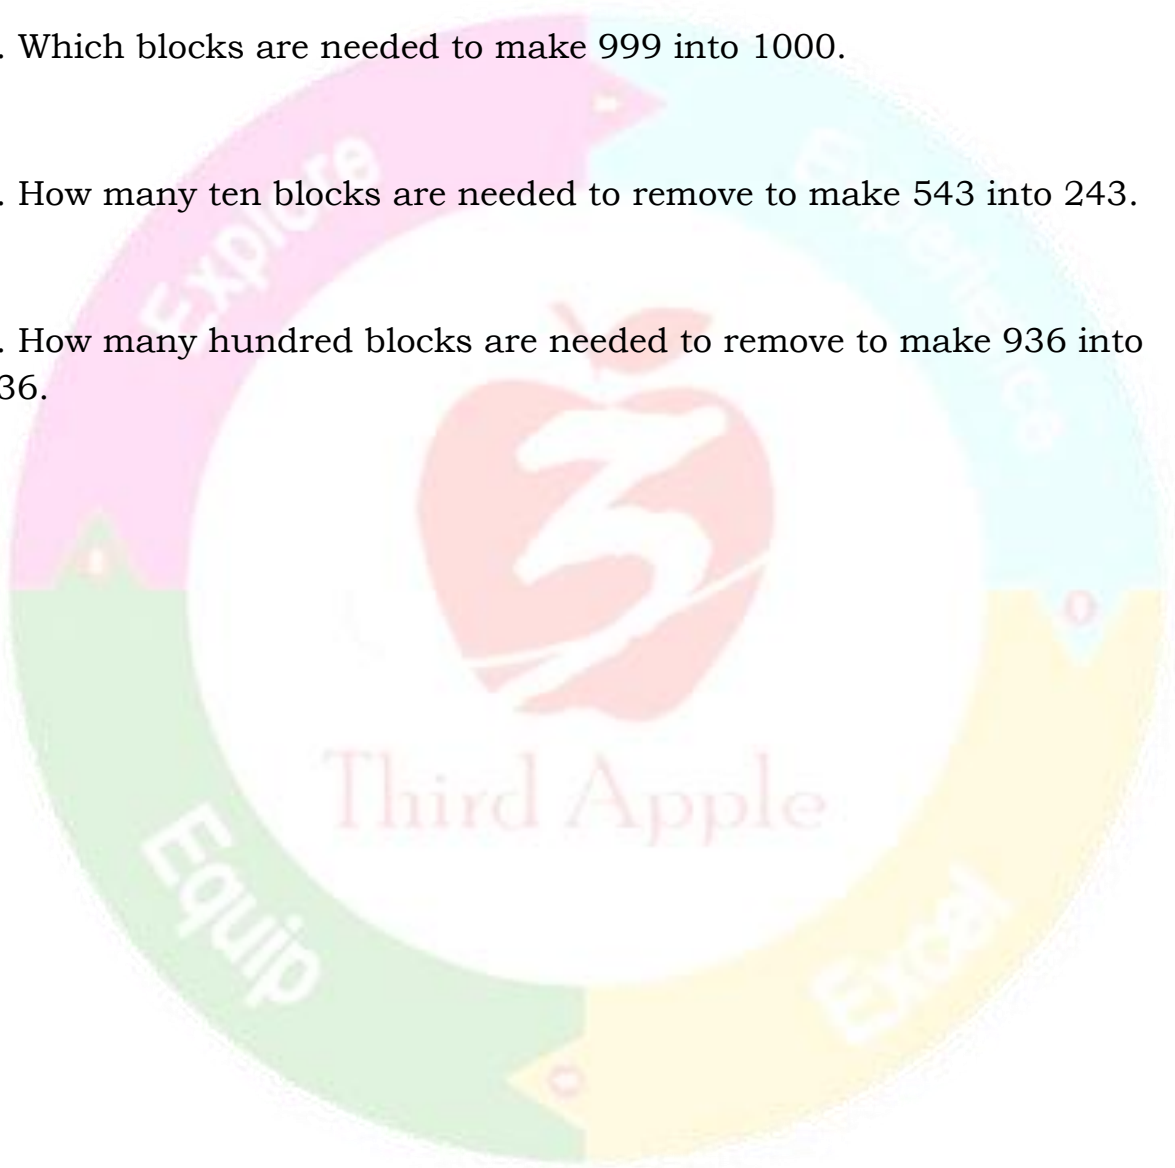 . Which blocks are needed to make 999 into 1000.
. How many ten blocks are needed to remove to make 543 into 243.
. How many hundred blocks are needed to remove to make 936 into
36.
Explore
Experience
3
Third Apple
Equip
Excel